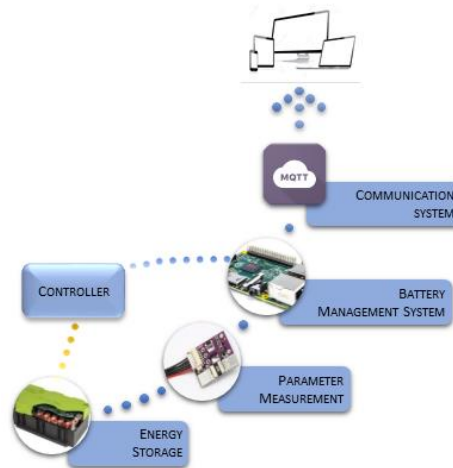 MQTT
COMMUNICATION
SYSTEM
CONTROLLER
BATTERY
MANAGEMENT SYSTEM
PARAMETER
MEASUREMENT
ENERGY
STORAGE